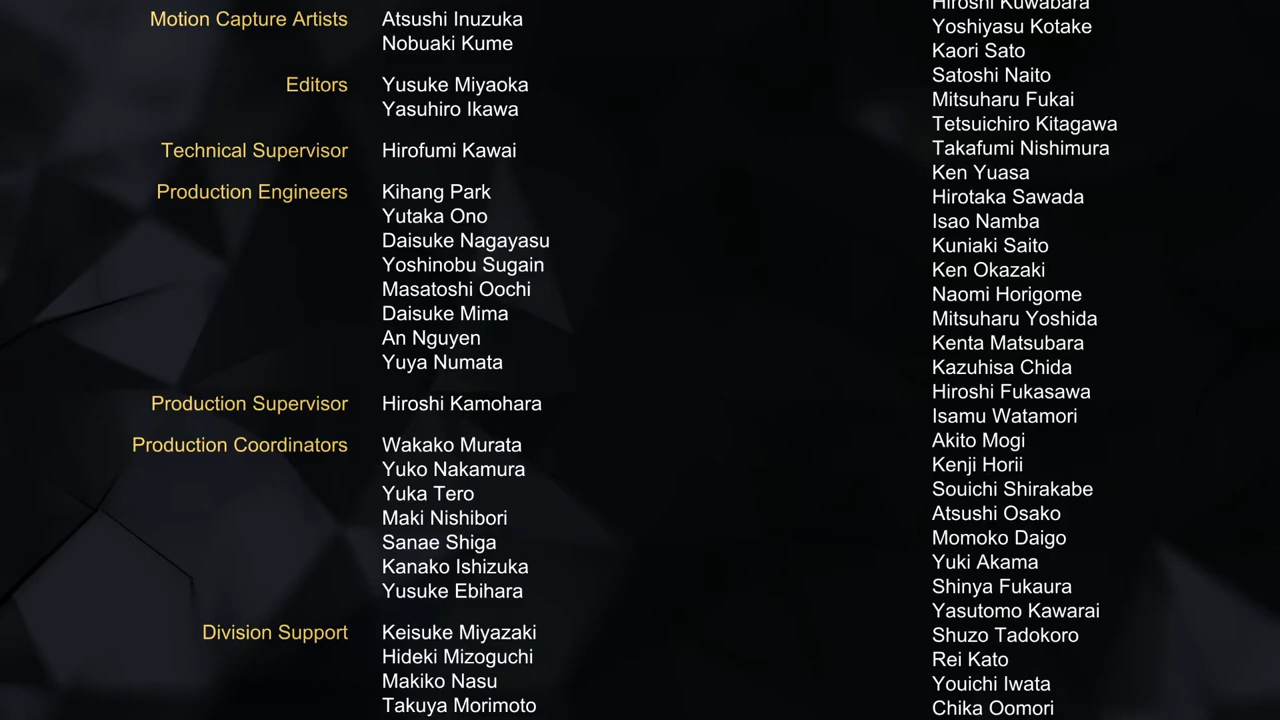 Motion Capture Artists Atsushi Inuzuka
Nobuaki Kume
Editors Yusuke Miyaoka
Yasuhiro Ikawa
Technical Supervisor Hirofumi Kawai
Production Engineers Kihang Park
Yutaka Ono
Daisuke Nagayasu
Yoshinobu Sugain
Masatoshi Oochi
Daisuke Mima
An Nguyen
Yuya Numata
Production Supervisor Hiroshi Kamohara
Production Coordinators Wakako Murata
Yuko Nakamura
Yuka Tero
Maki Nishibori
Sanae Shiga
Kanako Ishizuka
Yusuke Ebihara
Division Support Keisuke Miyazaki
Hideki Mizoguchi
Makiko Nasu
Takuya Morimoto
Hiroshi Kuwabara
Yoshiyasu Kotake
Kaori Sato
Satoshi Naito
Mitsuharu Fukai
Tetsuichiro Kitagawa
Takafumi Nishimura
Ken Yuasa
Hirotaka Sawada
Isao Namba
Kuniaki Saito
Ken Okazaki
Naomi Horigome
Mitsuharu Yoshida
Kenta Matsubara
Kazuhisa Chida
Hiroshi Fukasawa
Isamu Watamori
Akito Mogi
Kenji Horii
Souichi Shirakabe
Atsushi Osako
Momoko Daigo
Yuki Akama
Shinya Fukaura
Yasutomo Kawarai
Shuzo Tadokoro
Rei Kato
Youichi Iwata
Chika Oomori